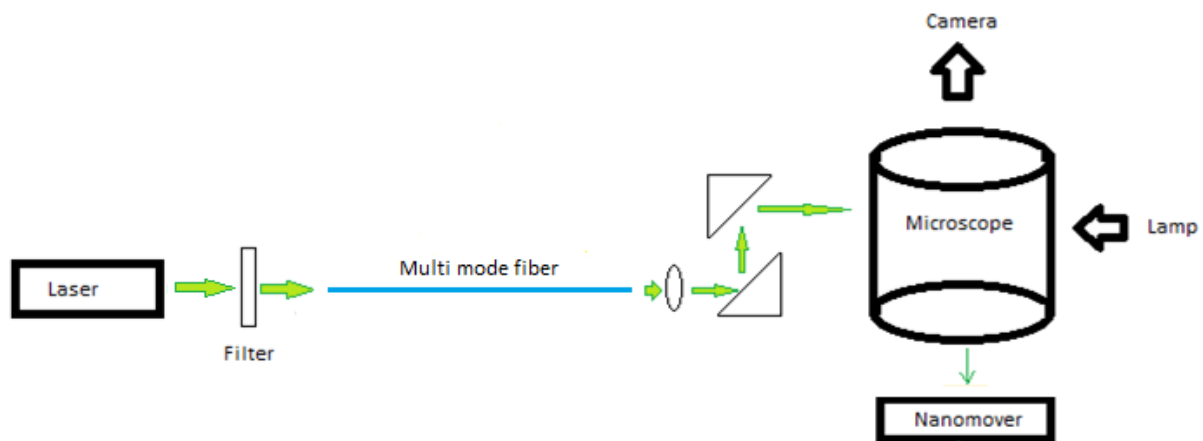 Camera
Microscope
Lamp
Multi mode fiber
Laser
Filter
Nanomover